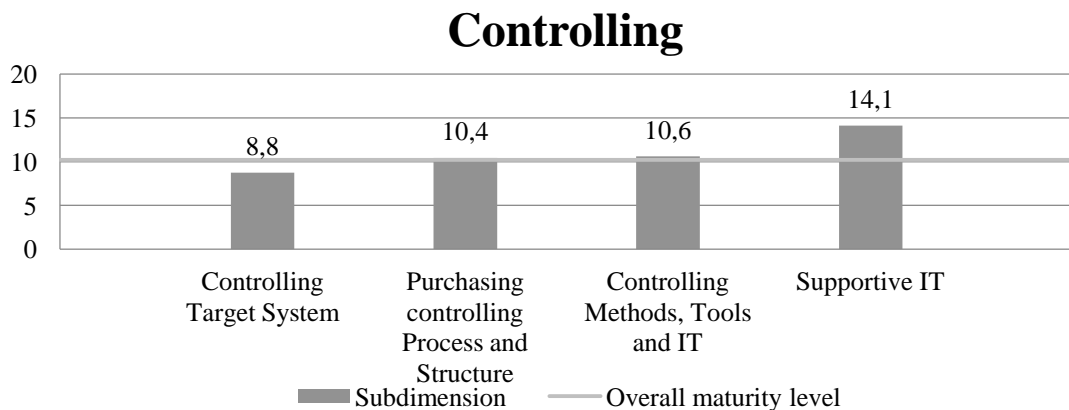 Controlling
20
15
10
5
0
8,8
10,4
10,6
14,1
Controlling
Target System
Purchasing
controlling
Process and
Structure
Controlling
Methods, Tools
and IT
Supportive IT
Subdimension
Overall maturity level